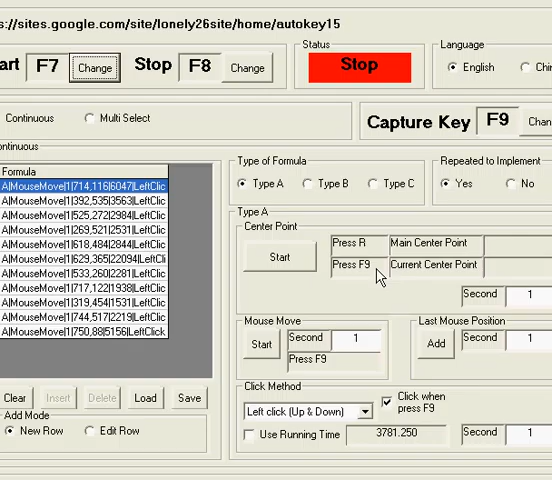 s://sites.google.com/site/lonely26site/home/autokey15
art F7 Change Stop F8 Change
Status
Stop
Language
English Chin
Continuous Multi Select
Capture Key F9 Chan
ontinuous
Formula
A|MouseMove|1|714,116|6047|LeftClic
A|MouseMove|1|392,535|3563|LeftClic
A|MouseMove|1|525,272|2984|LeftClic
A|MouseMove|1|269,521|2531|LeftClic
A|MouseMove|1|618,484|2844|LeftClic
A|MouseMove|1|629,365|22094|LeftCli
A|MouseMove|1|533,260|2281|LeftClic
A|MouseMove|1|717,122|1938|LeftClic
A|MouseMove|1|319,454|1531|LeftClic
A|MouseMove|1|744,517|2219|LeftClic
A|MouseMove|1|750,88|5156|LeftClick
Clear Insert Delete Load Save
Add Mode
New Row Edit Row
Type of Formula
Type A Type B Type C
Repeated to Implement
Yes No
Type A
Center Point
Start
Press R Main Center Point
Press F9 Current Center Point
Second 1
Mouse Move
Start Second 1
Press F9
Last Mouse Position
Add Second 1
Click Method
Left click (Up & Down)
Click when press F9
Use Running Time 3781.250
Second 1